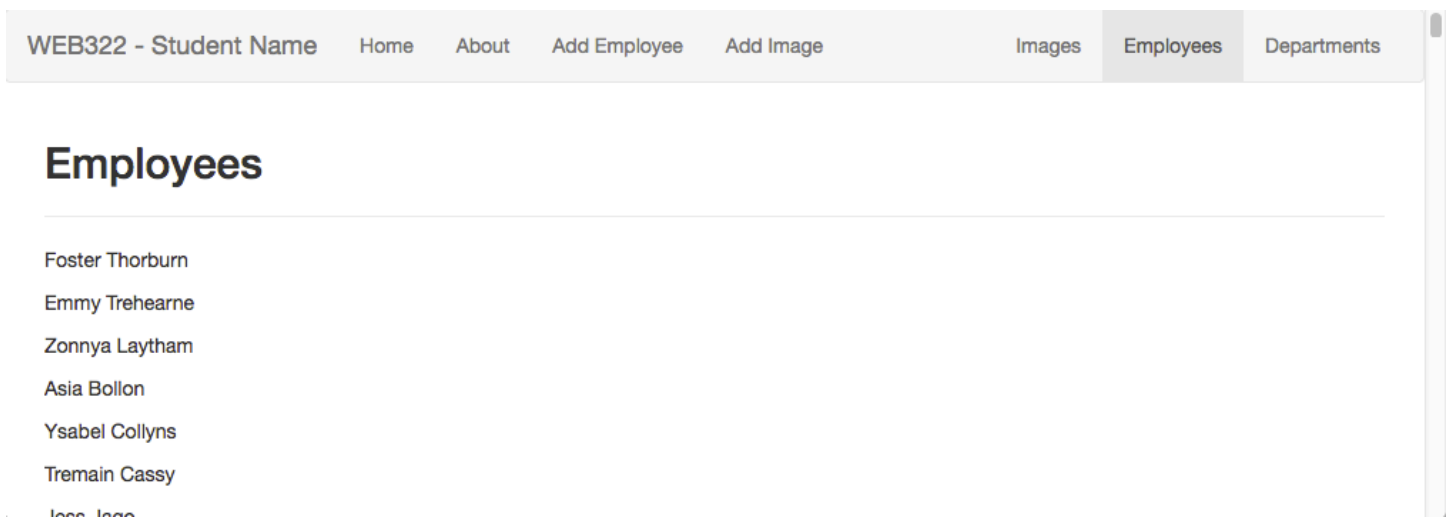 WEB322 - Student Name Home About Add Employee Add Image Images Employees Departments
Employees
Foster Thorburn
Emmy Trehearne
Zonnya Laytham
Asia Bollon
Ysabel Collyns
Tremain Cassy